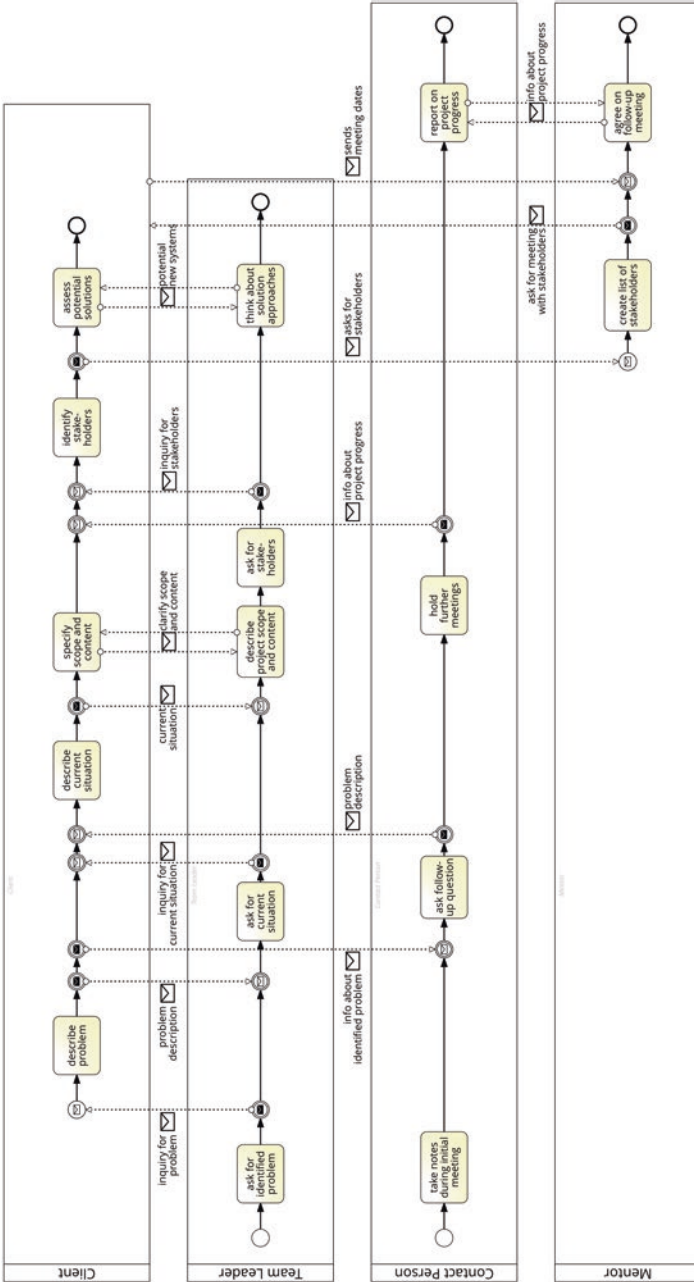 Client
describe
problem
describe
current
situation
specify
scope and
content
identify
stake-
holders
assess
potential
solutions
inquiry for
problem
problem
description
inquiry for
current situation
current
situation
clarify scope
and content
inquiry for
stakeholders
potential
new systems
Team Leader
ask for
identified
problem
ask for
current
situation
describe
project scope
and content
ask for
stake-
holders
think about
solution
approaches
info about
identified problem
problem
description
info about
project progress
asks for
stakeholders
sends
meeting dates
Contact Person
take notes
during initial
meeting
ask follow-
up question
hold
further
meetings
report on
project
progress
ask for meeting
with stakeholders
info about
project progress
Mentor
create list of
stakeholders
agree on
follow-up
meeting